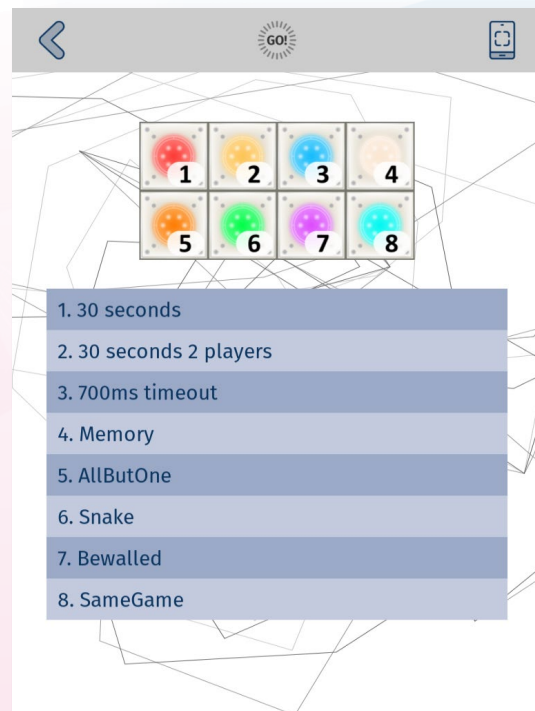 GO!
1 2 3 4
5 6 7 8
1. 30 seconds
2. 30 seconds 2 players
3. 700ms timeout
4. Memory
5. AllButOne
6. Snake
7. Bewalled
8. SameGame